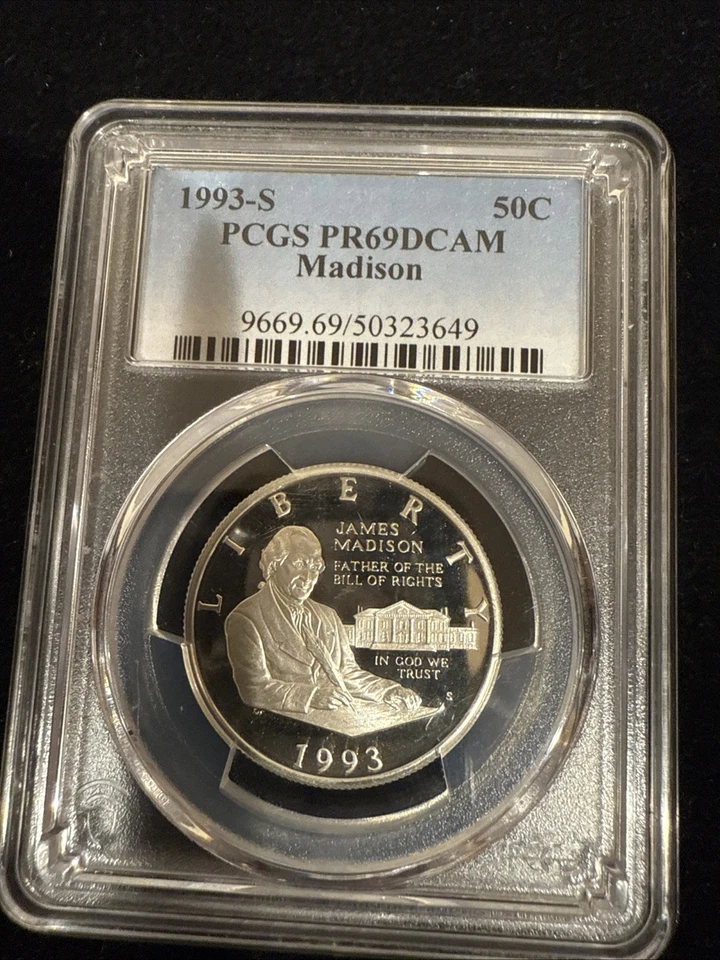 1993-S 50C
PCGS PR69DCAM
Madison
9669.69/50323649
LIBERTY
JAMES
MADISON
FATHER OF THE
BILL OF RIGHTS
IN GOD WE
TRUST
S
1993